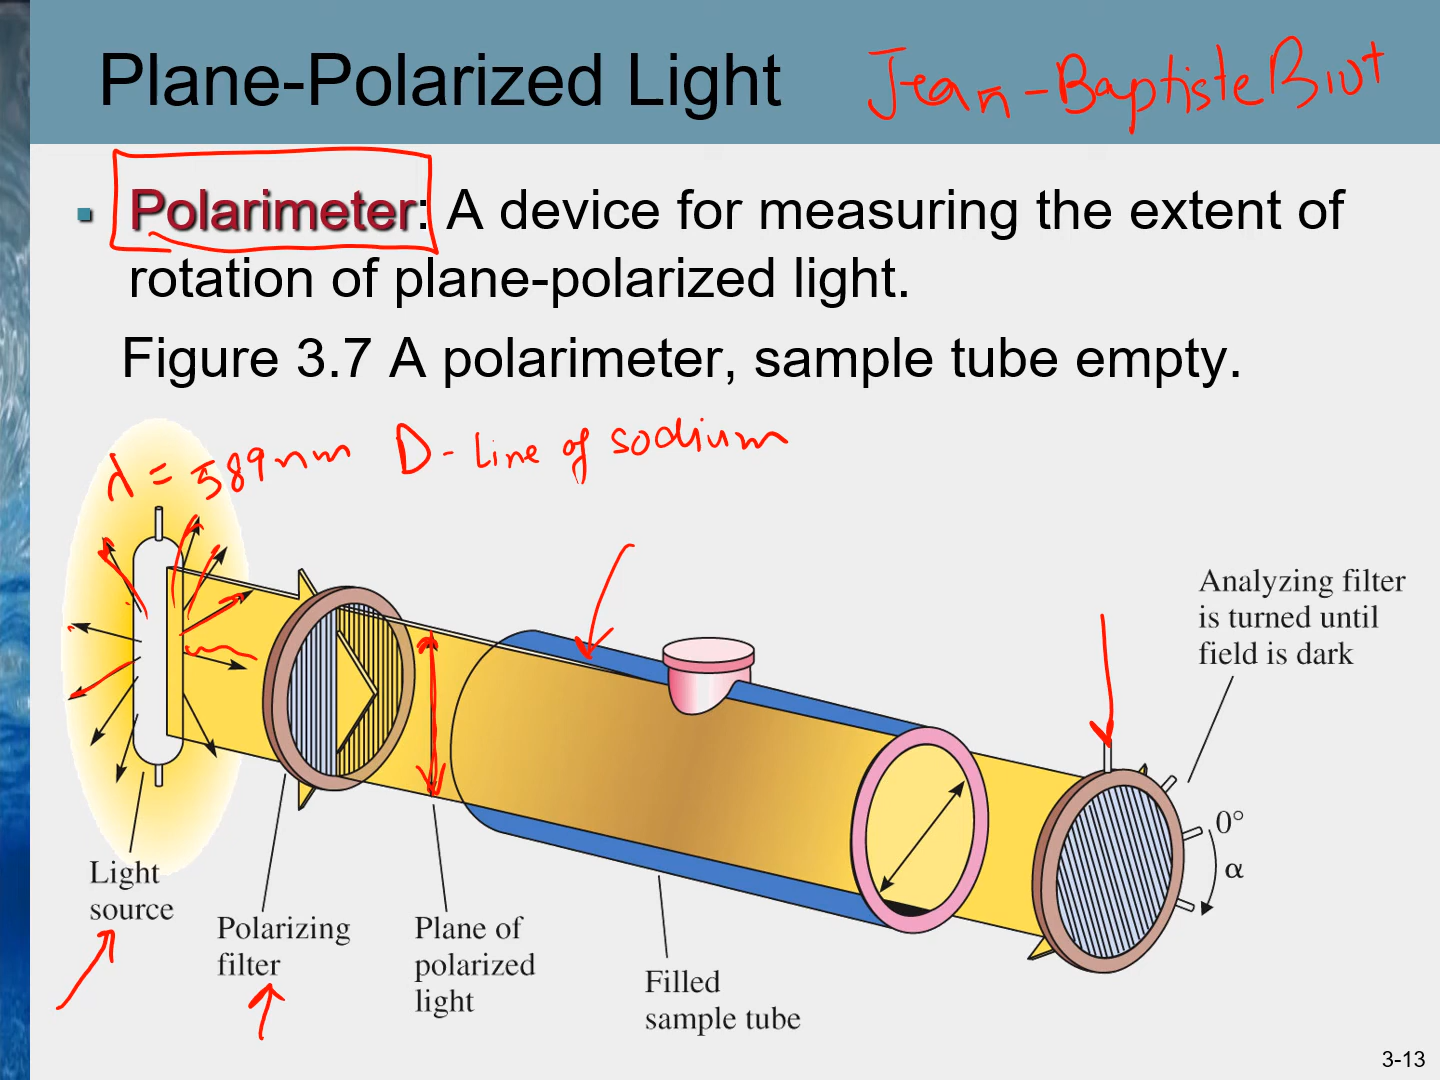 Plane-Polarized Light
Jean-Baptiste Biot
▪ Polarimeter: A device for measuring the extent of
rotation of plane-polarized light.
Figure 3.7 A polarimeter, sample tube empty.
λ = 589nm D-line of sodium
Analyzing filter
is turned until
field is dark
0°
α
Light
source
Polarizing
filter
Plane of
polarized
light
Filled
sample tube
3-13